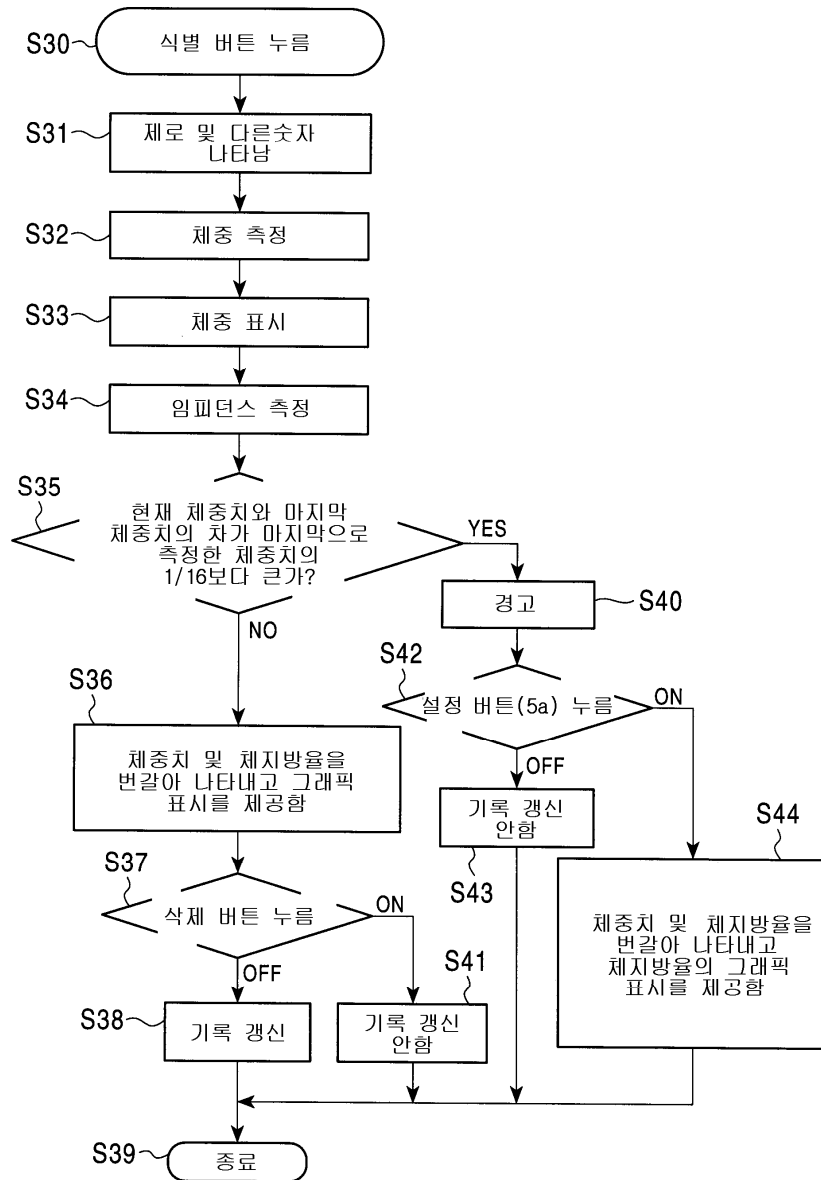 S30
식별 버튼 누름
S31
제로 및 다른숫자
나타남
S32
체중 측정
S33
체중 표시
S34
임피던스 측정
S35
현재 체중치와 마지막
체중치의 차가 마지막으로
측정한 체중치의
1/16보다 큰가?
YES
NO
경고
S40
S42
설정 버튼(5a) 누름
ON
OFF
S36
체중치 및 체지방율을
번갈아 나타내고 그래픽
표시를 제공함
기록 갱신
안함
S43
S44
체중치 및 체지방율을
번갈아 나타내고
체지방율의 그래픽
표시를 제공함
S37
삭제 버튼 누름
ON
OFF
S38
기록 갱신
S41
기록 갱신
안함
S39
종료